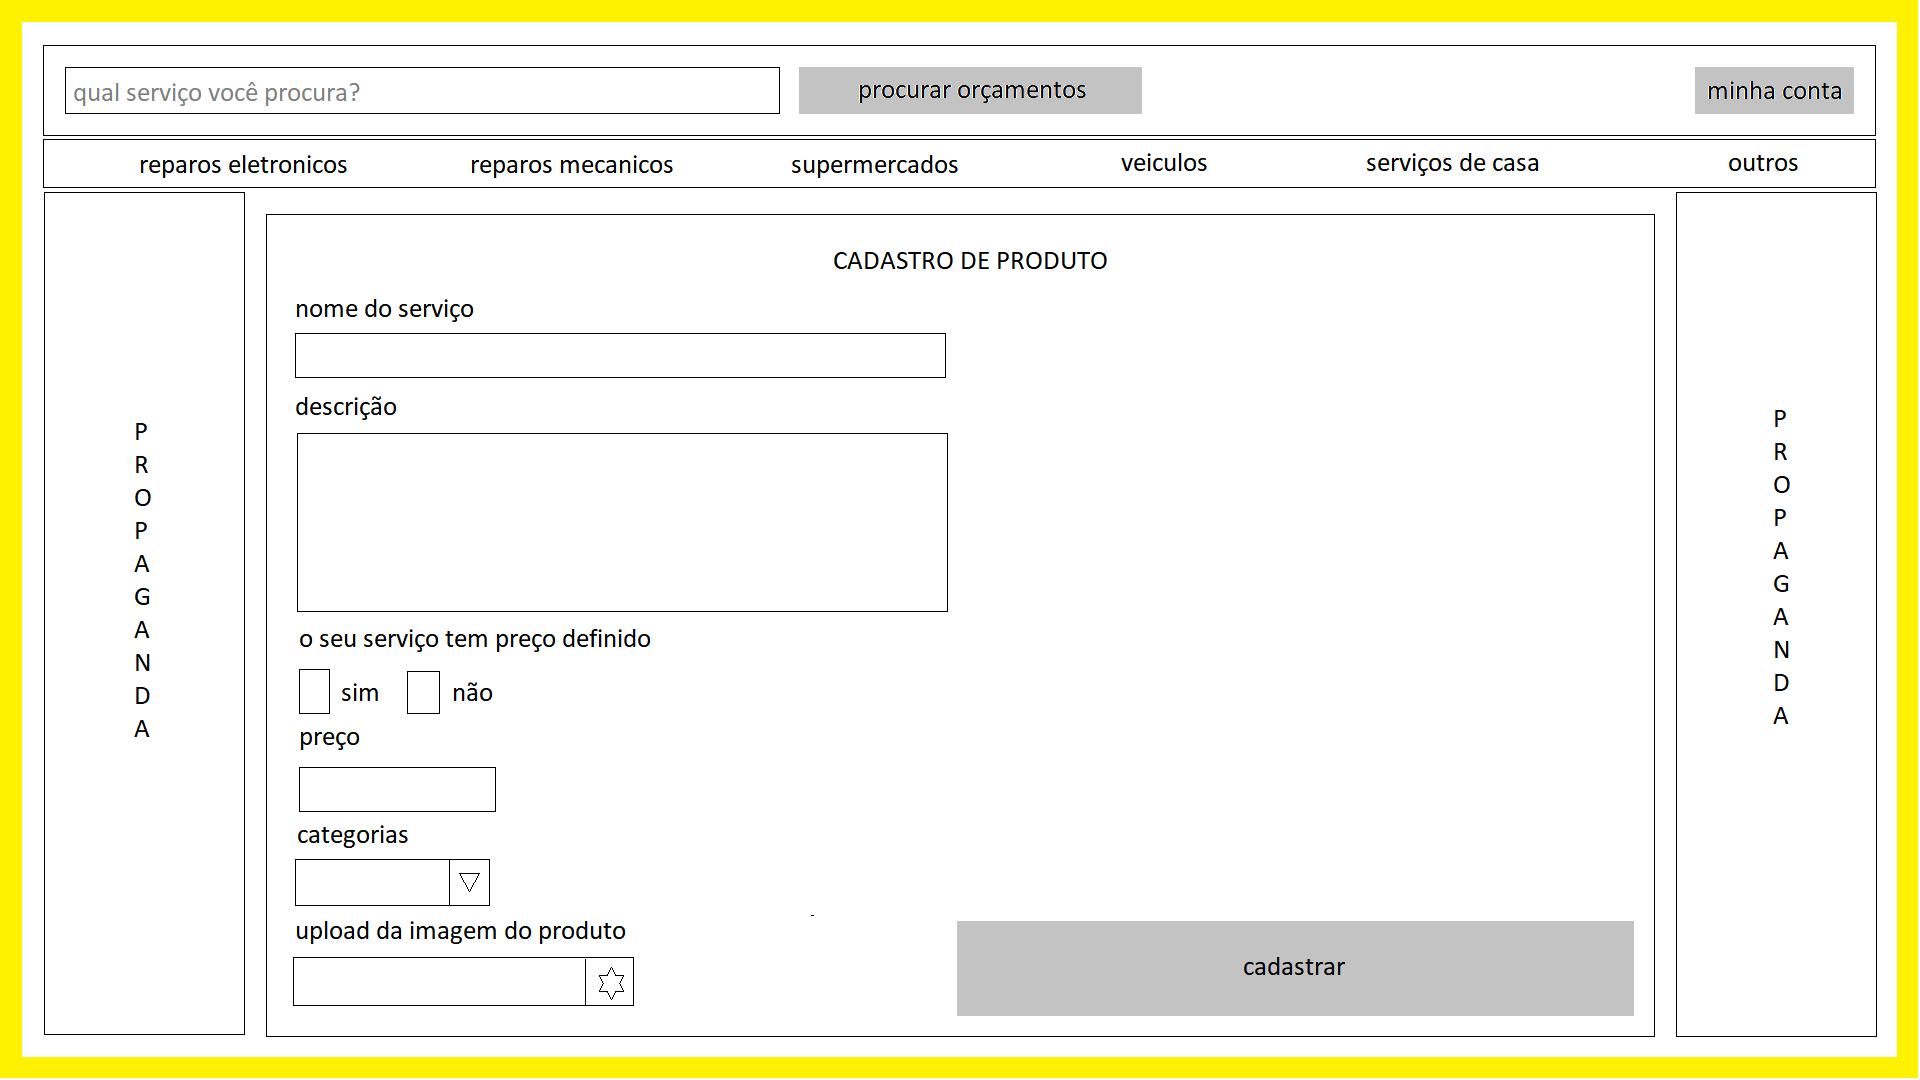 qual serviço você procura?
procurar orçamentos
minha conta
reparos eletronicos
reparos mecanicos
supermercados
veiculos
serviços de casa
outros
P
R
O
P
A
G
A
N
D
A
CADASTRO DE PRODUTO
nome do serviço
descrição
o seu serviço tem preço definido
sim
não
preço
categorias
upload da imagem do produto
cadastrar
P
R
O
P
A
G
A
N
D
A